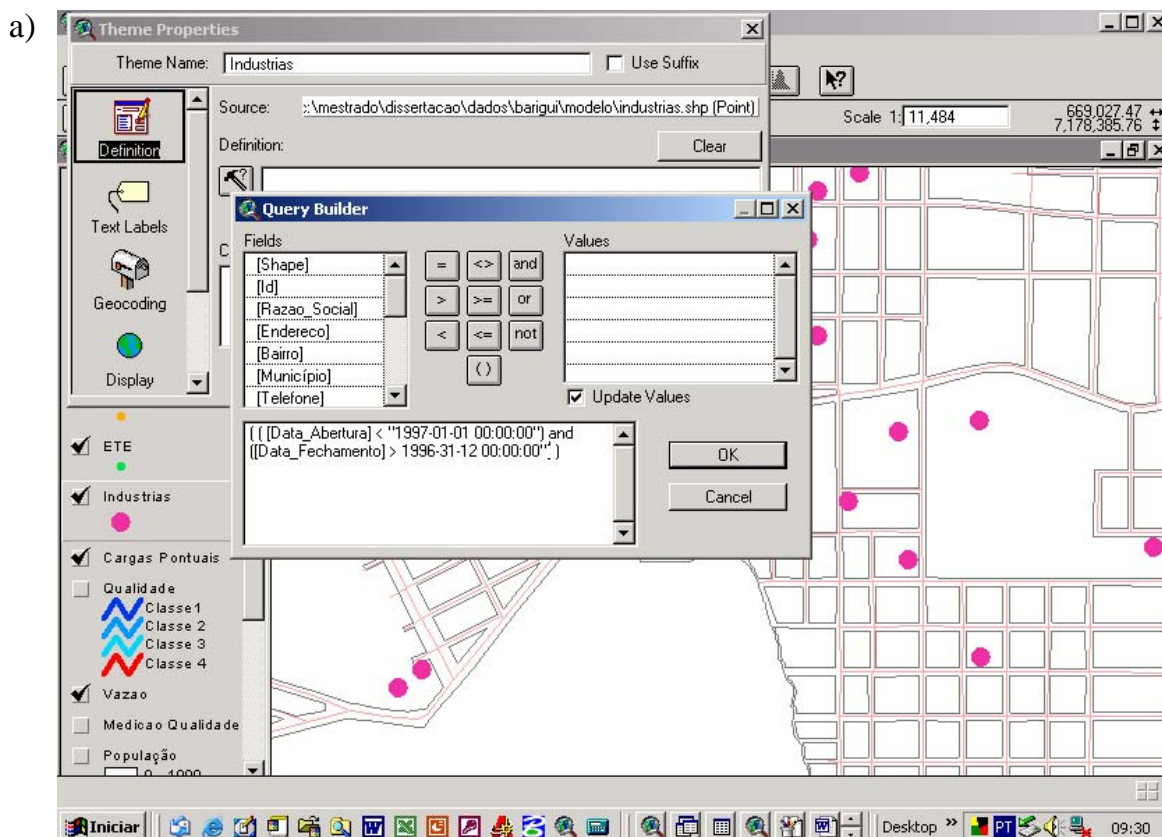 a)
Theme Properties
Theme Name: Industrias
Use Suffix
Source: :\mestrado\dissertacao\dados\barigui\modelo\industrias.shp (Point)
Definition
Definition:
Clear
Text Labels
Geocoding
Display
Scale 1: 11,484
669,027.47
7,178,385.76
Query Builder
Fields
Values
[Shape]
[Id]
[Razao_Social]
[Endereco]
[Bairro]
[Município]
[Telefone]
= <> and
> >= or
< <= not
()
Update Values
( ( [Data_Abertura] < "1997-01-01 00:00:00") and
([Data_Fechamento] > 1996-31-12 00:00:00" )
OK
Cancel
ETE
Industrias
Cargas Pontuais
Qualidade
Classe1
Classe 2
Classe 3
Classe 4
Vazao
Medicao Qualidade
População
0 - 1000
Iniciar
Desktop »
PT
09:30